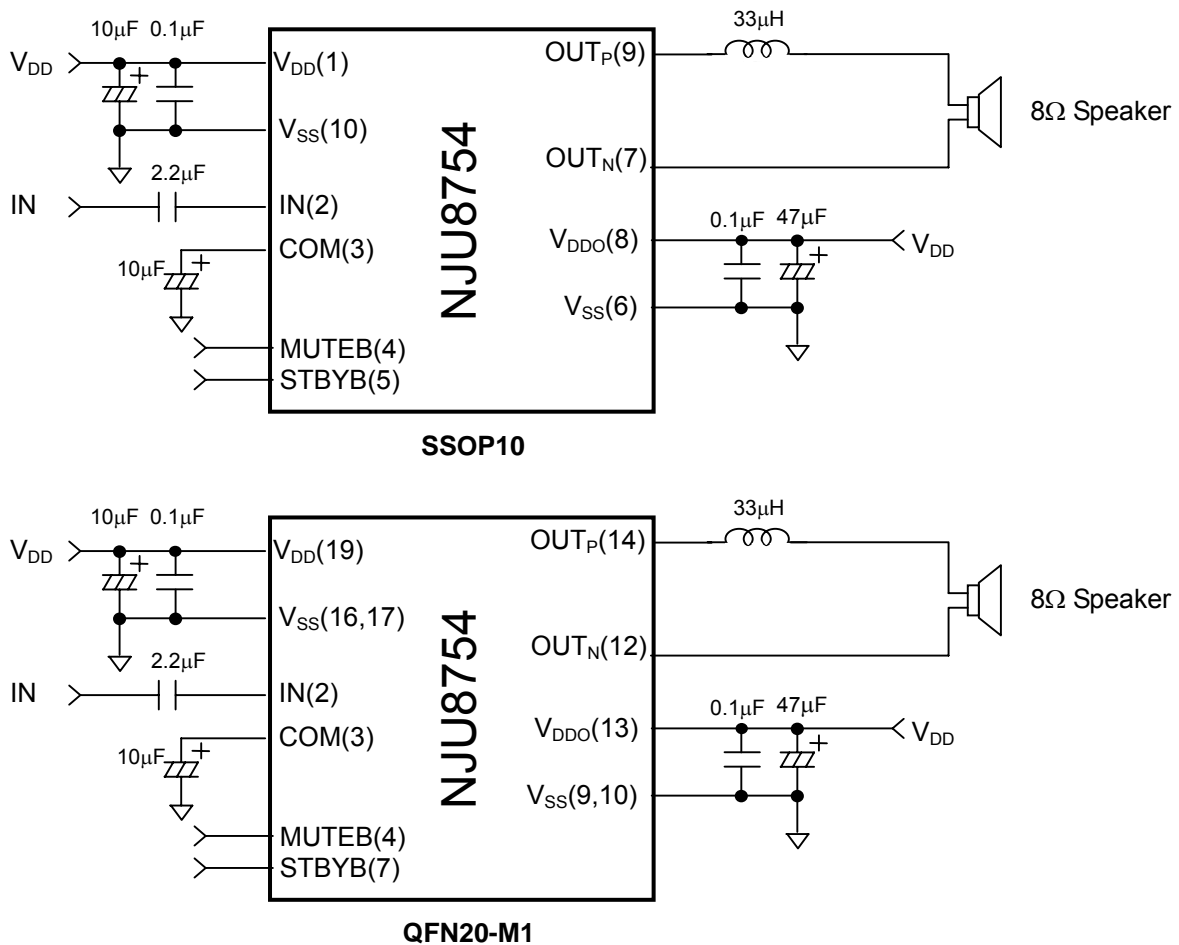 10μF 0.1μF
33μH
V_DD
V_DD(1)
OUT_P(9)
8Ω Speaker
V_SS(10)
OUT_N(7)
2.2μF
IN
IN(2)
NJU8754
0.1μF 47μF
COM(3)
V_DDO(8)
V_DD
10μF
V_SS(6)
MUTEB(4)
STBYB(5)
SSOP10
10μF 0.1μF
33μH
V_DD
V_DD(19)
OUT_P(14)
8Ω Speaker
V_SS(16,17)
OUT_N(12)
2.2μF
IN
IN(2)
NJU8754
0.1μF 47μF
COM(3)
V_DDO(13)
V_DD
10μF
V_SS(9,10)
MUTEB(4)
STBYB(7)
QFN20-M1